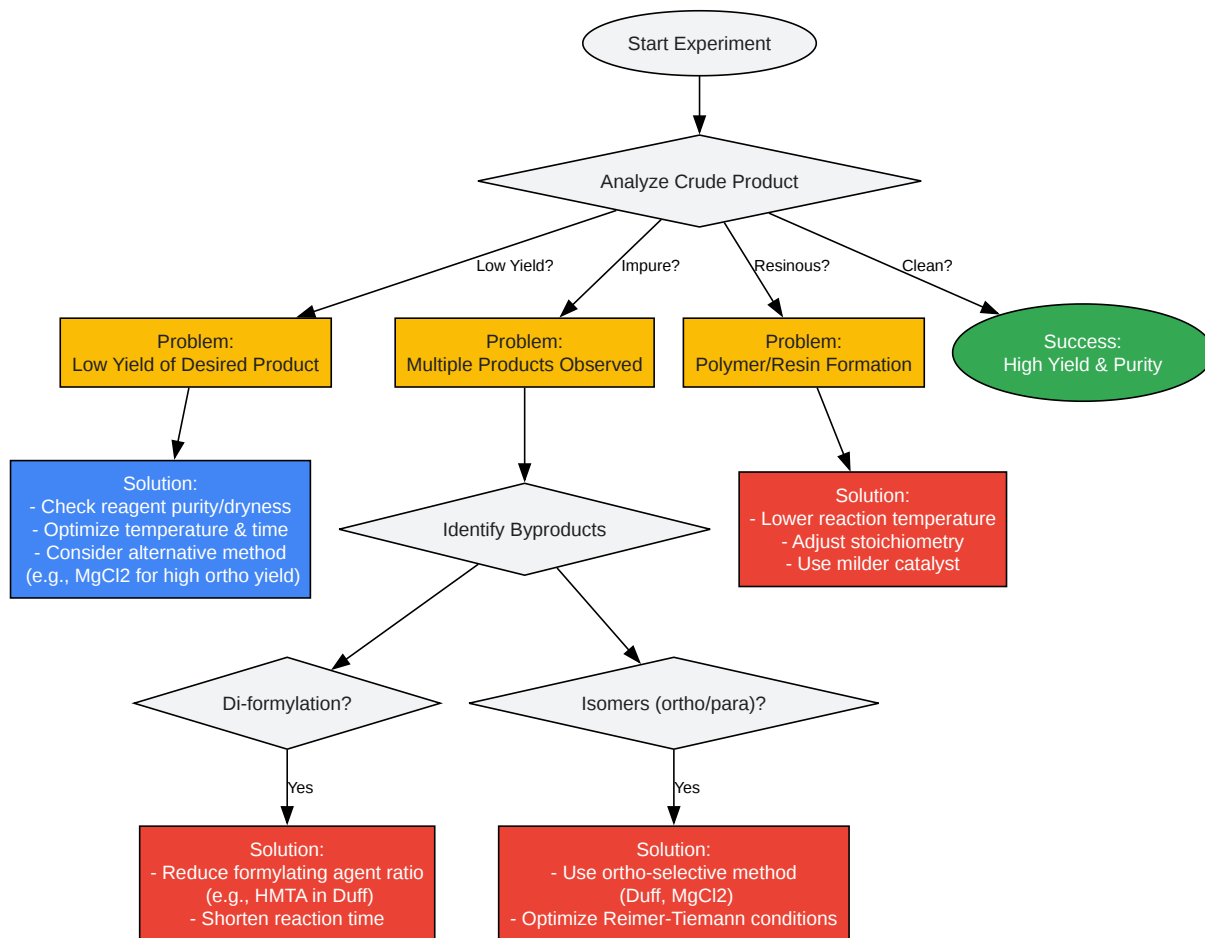 Start Experiment
Analyze Crude Product
Low Yield?
Impure?
Resinous?
Clean?
Problem:
Low Yield of Desired Product
Problem:
Multiple Products Observed
Problem:
Polymer/Resin Formation
Success:
High Yield & Purity
Solution:
- Check reagent purity/dryness
- Optimize temperature & time
- Consider alternative method
(e.g., MgCl2 for high ortho yield)
Identify Byproducts
Solution:
- Lower reaction temperature
- Adjust stoichiometry
- Use milder catalyst
Di-formylation?
Isomers (ortho/para)?
Yes
Yes
Solution:
- Reduce formylating agent ratio
(e.g., HMTA in Duff)
- Shorten reaction time
Solution:
- Use ortho-selective method
(Duff, MgCl2)
- Optimize Reimer-Tiemann conditions